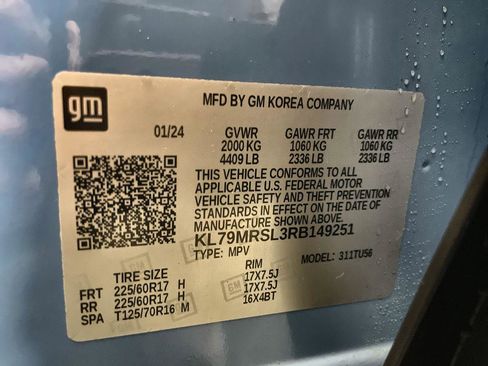 gm
MFD BY GM KOREA COMPANY
01/24 GVWR GAWR FRT GAWR RR
2000 KG 1060 KG 1060 KG
4409 LB 2336 LB 2336 LB
THIS VEHICLE CONFORMS TO ALL
APPLICABLE U.S. FEDERAL MOTOR
VEHICLE SAFETY AND THEFT PREVENTION
STANDARDS IN EFFECT ON THE DATE OF
MANUFACTURE SHOWN ABOVE.
KL79MRSL3RB149251
TYPE: MPV MODEL: 311TU56
TIRE SIZE RIM
FRT 225/60R17 H 17X7.5J
RR 225/60R17 H 17X7.5J
SPA T125/70R16 M 16X4BT